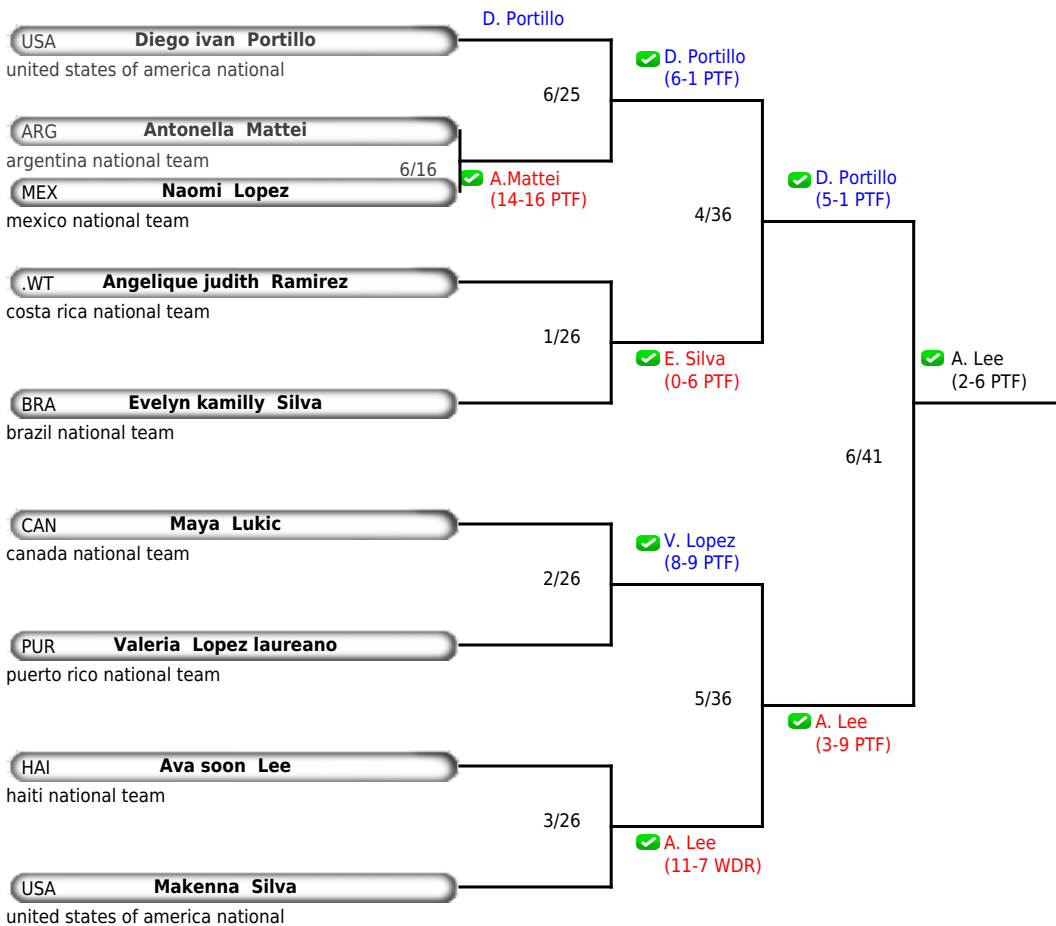 D. Portillo
USA Diego ivan Portillo
united states of america national
D. Portillo
(6-1 PTF)
6/25
ARG Antonella Mattei
argentina national team
6/16
A.Mattei
(14-16 PTF)
MEX Naomi Lopez
mexico national team
D. Portillo
(5-1 PTF)
4/36
.WT Angelique judith Ramirez
costa rica national team
1/26
E. Silva
(0-6 PTF)
A. Lee
(2-6 PTF)
BRA Evelyn kamilly Silva
brazil national team
6/41
CAN Maya Lukic
canada national team
V. Lopez
(8-9 PTF)
2/26
PUR Valeria Lopez laureano
puerto rico national team
5/36
A. Lee
(3-9 PTF)
HAI Ava soon Lee
haiti national team
3/26
A. Lee
(11-7 WDR)
USA Makenna Silva
united states of america national